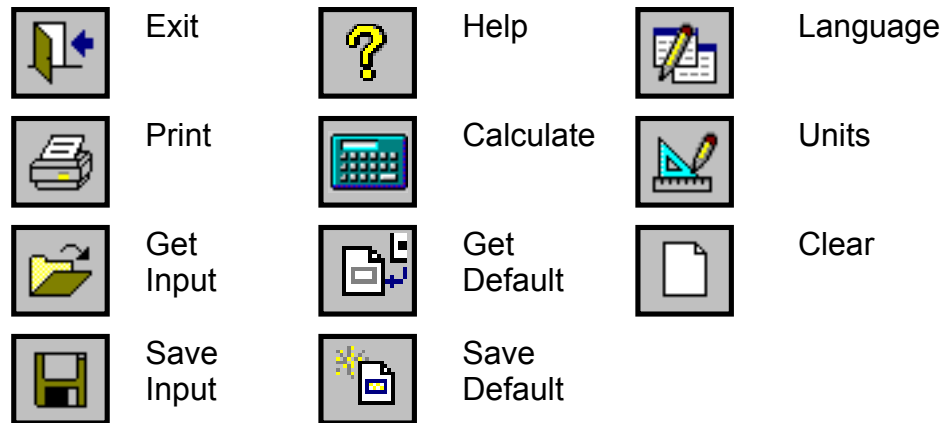 Exit
Help
Language
Print
Calculate
Units
Get
Input
Get
Default
Clear
Save
Input
Save
Default